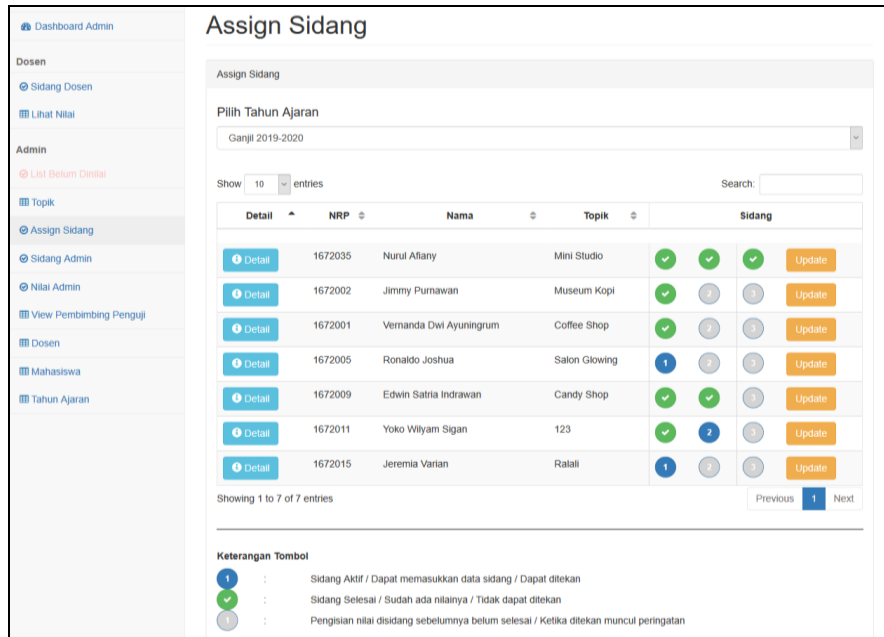 Dashboard Admin
Dosen
Sidang Dosen
Lihat Nilai
Admin
List Belum Dinilai
Topik
Assign Sidang
Sidang Admin
Nilai Admin
View Pembimbing Penguji
Dosen
Mahasiswa
Tahun Ajaran
Assign Sidang
Assign Sidang
Pilih Tahun Ajaran
Ganjil 2019-2020
Show 10 entries Search:
Detail NRP Nama Topik Sidang
Detail 1672035 Nurul Afiany Mini Studio Update
Detail 1672002 Jimmy Purnawan Museum Kopi 2 3 Update
Detail 1672001 Vernanda Dwi Ayuningrum Coffee Shop 2 3 Update
Detail 1672005 Ronaldo Joshua Salon Glowing 1 2 3 Update
Detail 1672009 Edwin Satria Indrawan Candy Shop 3 Update
Detail 1672011 Yoko Wilyam Sigan 123 2 3 Update
Detail 1672015 Jeremia Varian Ralali 1 2 3 Update
Showing 1 to 7 of 7 entries Previous 1 Next
Keterangan Tombol
1 : Sidang Aktif / Dapat memasukkan data sidang / Dapat ditekan
: Sidang Selesai / Sudah ada nilainya / Tidak dapat ditekan
1 : Pengisian nilai disidang sebelumnya belum selesai / Ketika ditekan muncul peringatan